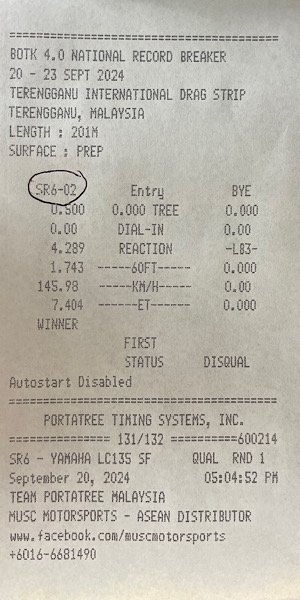 ================================
BOTK 4.0 NATIONAL RECORD BREAKER
20 - 23 SEPT 2024
TERENGGANU INTERNATIONAL DRAG STRIP
TERENGGANU, MALAYSIA
LENGTH : 201M
SURFACE : PREP
SR6-02 Entry BYE
0.500 0.000 TREE 0.000
0.00 DIAL-IN 0.00
4.289 REACTION -LB3-
1.743 -----60FT----- 0.000
145.98 -----KM/H----- 0.00
7.404 ------ET------ 0.000
WINNER
FIRST
STATUS DISQUAL
Autostart Disabled
================================
PORTATREE TIMING SYSTEMS, INC.
=============== 131/132 ==========600214
SR6 - YAMAHA LC135 SF QUAL RND 1
September 20, 2024 05:04:52 PM
TEAM PORTATREE MALAYSIA
MUSC MOTORSPORTS - ASEAN DISTRIBUTOR
www.facebook.com/muscmotorsports
+6016-6681490